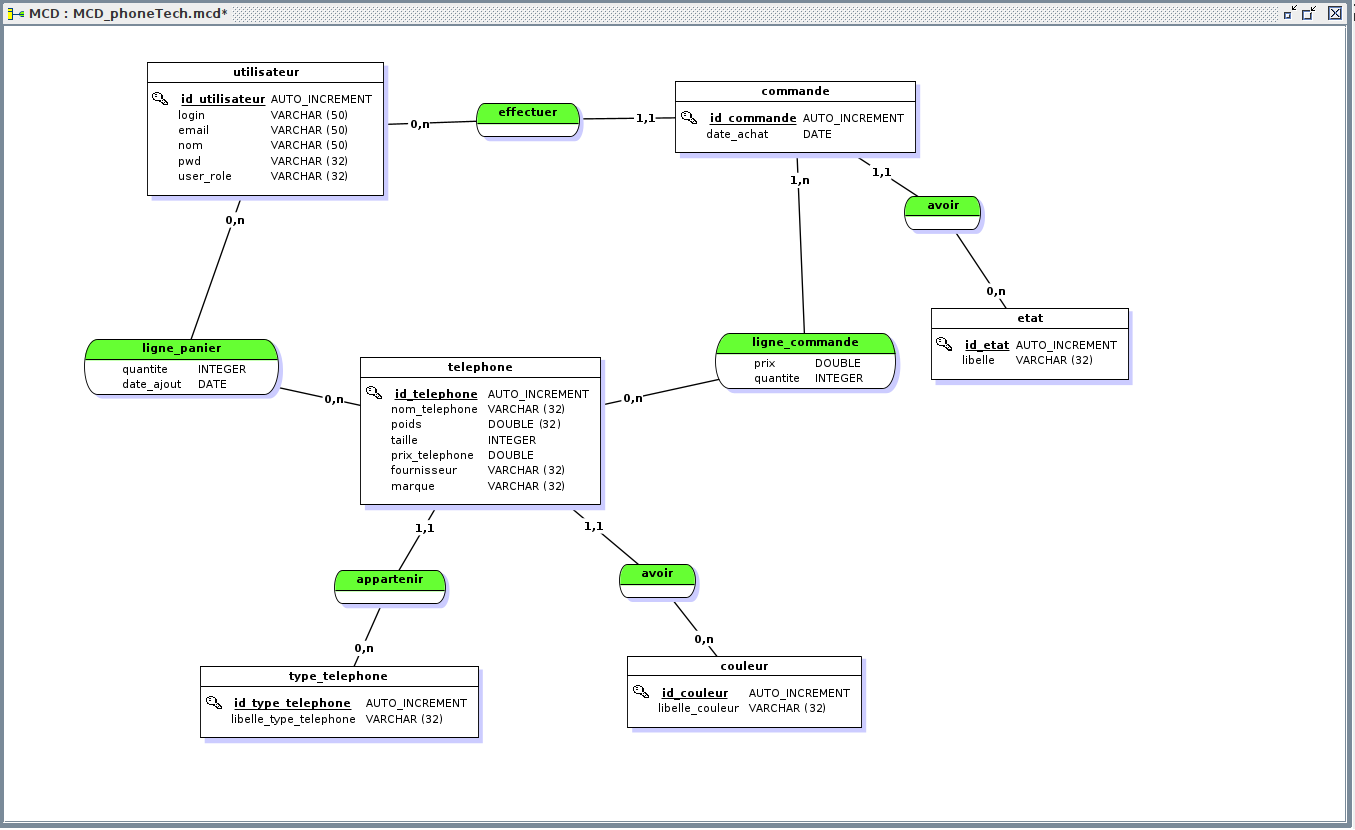 MCD : MCD_phoneTech.mcd*
utilisateur
id_utilisateur AUTO_INCREMENT
login VARCHAR (50)
email VARCHAR (50)
nom VARCHAR (50)
pwd VARCHAR (32)
user_role VARCHAR (32)
0,n
effectuer
1,1
commande
id_commande AUTO_INCREMENT
date_achat DATE
1,n
1,1
avoir
0,n
0,n
etat
id_etat AUTO_INCREMENT
libelle VARCHAR (32)
ligne_panier
quantite INTEGER
date_ajout DATE
0,n
ligne_commande
prix DOUBLE
quantite INTEGER
0,n
telephone
id_telephone AUTO_INCREMENT
nom_telephone VARCHAR (32)
poids DOUBLE (32)
taille INTEGER
prix_telephone DOUBLE
fournisseur VARCHAR (32)
marque VARCHAR (32)
1,1
1,1
appartenir
avoir
0,n
0,n
type_telephone
id_type_telephone AUTO_INCREMENT
libelle_type_telephone VARCHAR (32)
couleur
id_couleur AUTO_INCREMENT
libelle_couleur VARCHAR (32)